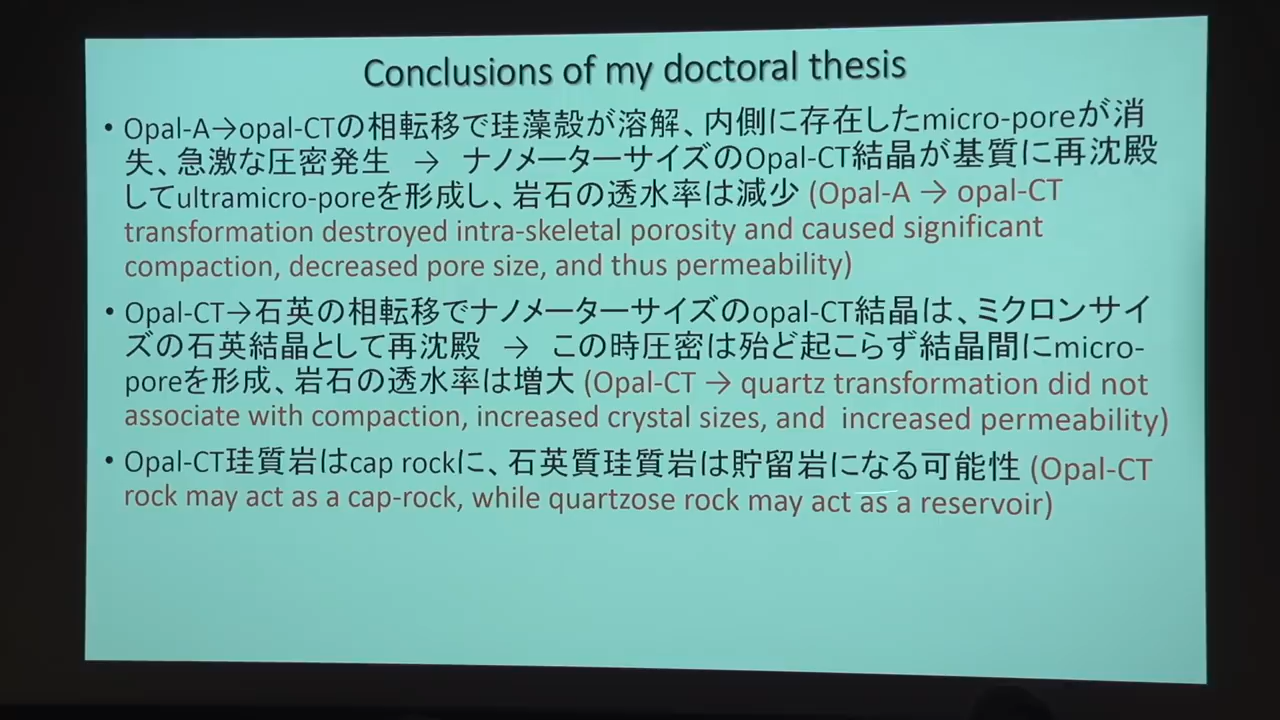 Conclusions of my doctoral thesis
• Opal-A→opal-CTの相転移で珪藻殻が溶解、内側に存在したmicro-poreが消
失、急激な圧密発生 → ナノメーターサイズのOpal-CT結晶が基質に再沈殿
してultramicro-poreを形成し、岩石の透水率は減少 (Opal-A → opal-CT
transformation destroyed intra-skeletal porosity and caused significant
compaction, decreased pore size, and thus permeability)
• Opal-CT→石英の相転移でナノメーターサイズのopal-CT結晶は、ミクロンサイ
ズの石英結晶として再沈殿 → この時圧密は殆ど起こらず結晶間にmicro-
poreを形成、岩石の透水率は増大 (Opal-CT → quartz transformation did not
associate with compaction, increased crystal sizes, and increased permeability)
• Opal-CT珪質岩はcap rockに、石英質珪質岩は貯留岩になる可能性 (Opal-CT
rock may act as a cap-rock, while quartzose rock may act as a reservoir)